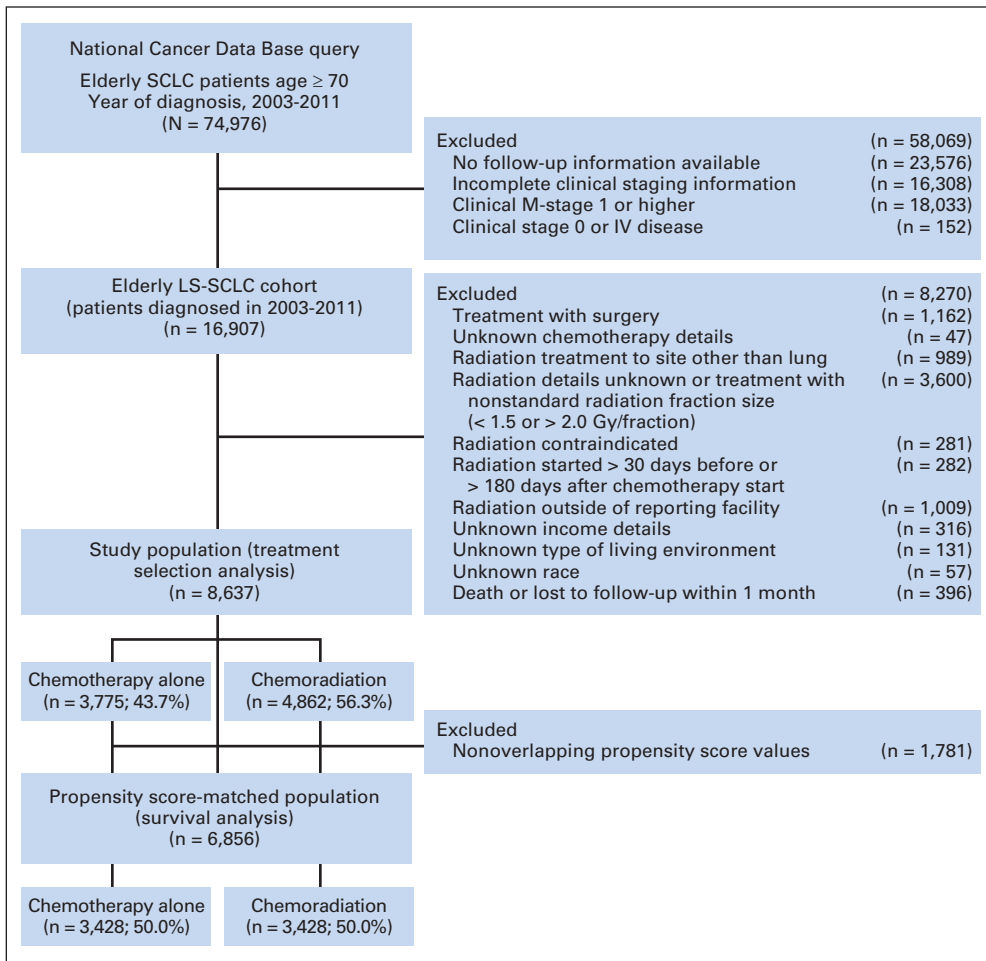 National Cancer Data Base query
Elderly SCLC patients age ≥ 70
Year of diagnosis, 2003-2011
(N = 74,976)
Excluded (n = 58,069)
No follow-up information available (n = 23,576)
Incomplete clinical staging information (n = 16,308)
Clinical M-stage 1 or higher (n = 18,033)
Clinical stage 0 or IV disease (n = 152)
Elderly LS-SCLC cohort
(patients diagnosed in 2003-2011)
n = 16,907)
Excluded (n = 8,270)
Treatment with surgery (n = 1,162)
Unknown chemotherapy details (n = 47)
Radiation treatment to site other than lung (n = 989)
Radiation details unknown or treatment with (n = 3,600)
nonstandard radiation fraction size
(< 1.5 or > 2.0 Gy/fraction)
Radiation contraindicated (n = 281)
Radiation started > 30 days before or (n = 282)
> 180 days after chemotherapy start
Radiation outside of reporting facility (n = 1,009)
Unknown income details (n = 316)
Unknown type of living environment (n = 131)
Unknown race (n = 57)
Death or lost to follow-up within 1 month (n = 396)
Study population (treatment
selection analysis)
n = 8,637)
Chemotherapy alone
(n = 3,775; 43.7%)
Chemoradiation
(n = 4,862; 56.3%)
Excluded
Nonoverlapping propensity score values (n = 1,781)
Propensity score-matched population
(survival analysis)
(n = 6,856)
Chemotherapy alone
(n = 3,428; 50.0%)
Chemoradiation
(n = 3,428; 50.0%)